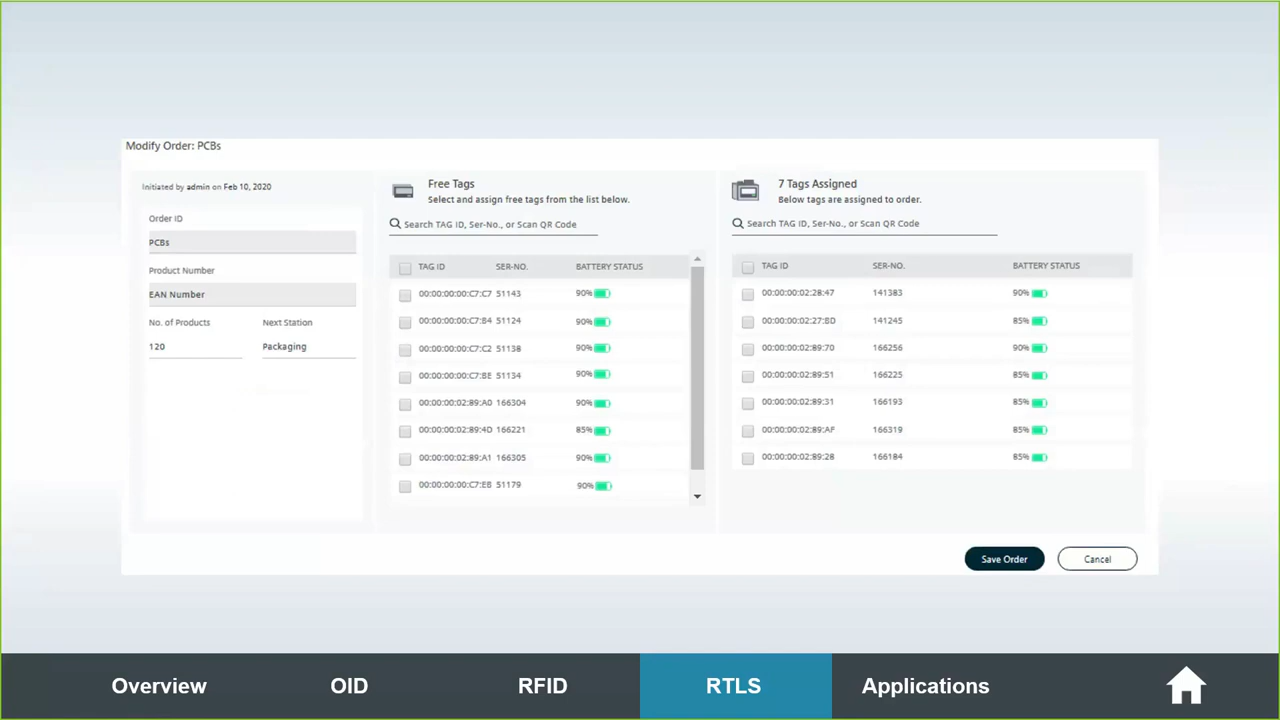 Modify Order: PCBs
Initiated by admin on Feb 10, 2020
Order ID
PCBs
Product Number
EAN Number
No. of Products Next Station
120 Packaging
Free Tags
Select and assign free tags from the list below.
Search TAG ID, Ser-No., or Scan QR Code
TAG ID SER-NO. BATTERY STATUS
00:00:00:00:C7:C7 51143 90%
00:00:00:00:C7:B4 51124 90%
00:00:00:00:C7:C2 51138 90%
00:00:00:00:C7:BE 51134 90%
00:00:00:02:89:A0 166304 90%
00:00:00:02:89:4D 166221 85%
00:00:00:02:89:A1 166305 90%
00:00:00:00:C7:EB 51179 90%
7 Tags Assigned
Below tags are assigned to order.
Search TAG ID, Ser-No., or Scan QR Code
TAG ID SER-NO. BATTERY STATUS
00:00:00:02:28:47 141383 90%
00:00:00:02:27:BD 141245 85%
00:00:00:02:89:70 166256 90%
00:00:00:02:89:51 166225 85%
00:00:00:02:89:31 166193 85%
00:00:00:02:89:AF 166319 85%
00:00:00:02:89:28 166184 85%
Save Order Cancel
Overview OID RFID RTLS Applications